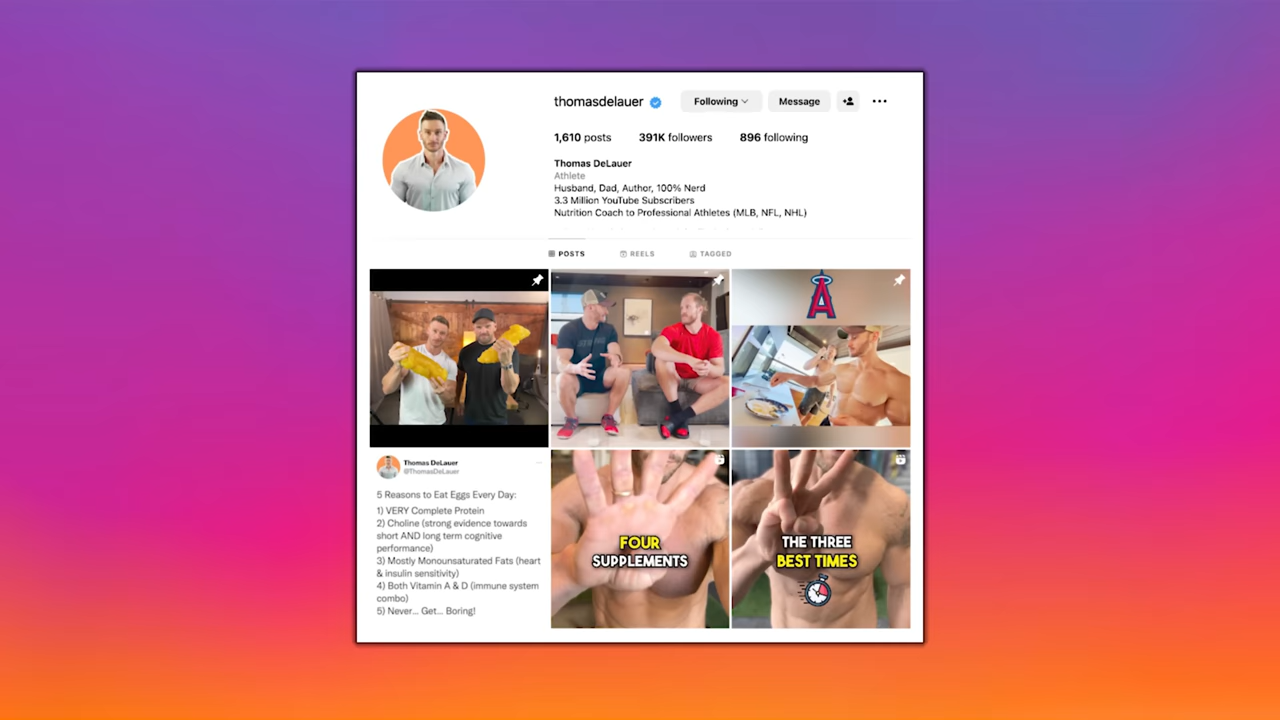 thomasdelauer
Following
Message
1,610 posts
391K followers
896 following
Thomas DeLauer
Athlete
Husband, Dad, Author, 100% Nerd
3.3 Million YouTube Subscribers
Nutrition Coach to Professional Athletes (MLB, NFL, NHL)
POSTS
REELS
TAGGED
A
Thomas DeLauer
@ThomasDeLauer
5 Reasons to Eat Eggs Every Day:
1) VERY Complete Protein
2) Choline (strong evidence towards
short AND long term cognitive
performance)
3) Mostly Monounsaturated Fats (heart
& insulin sensitivity)
4) Both Vitamin A & D (immune system
combo)
5) Never... Get... Boring!
FOUR
SUPPLEMENTS
THE THREE
BEST TIMES